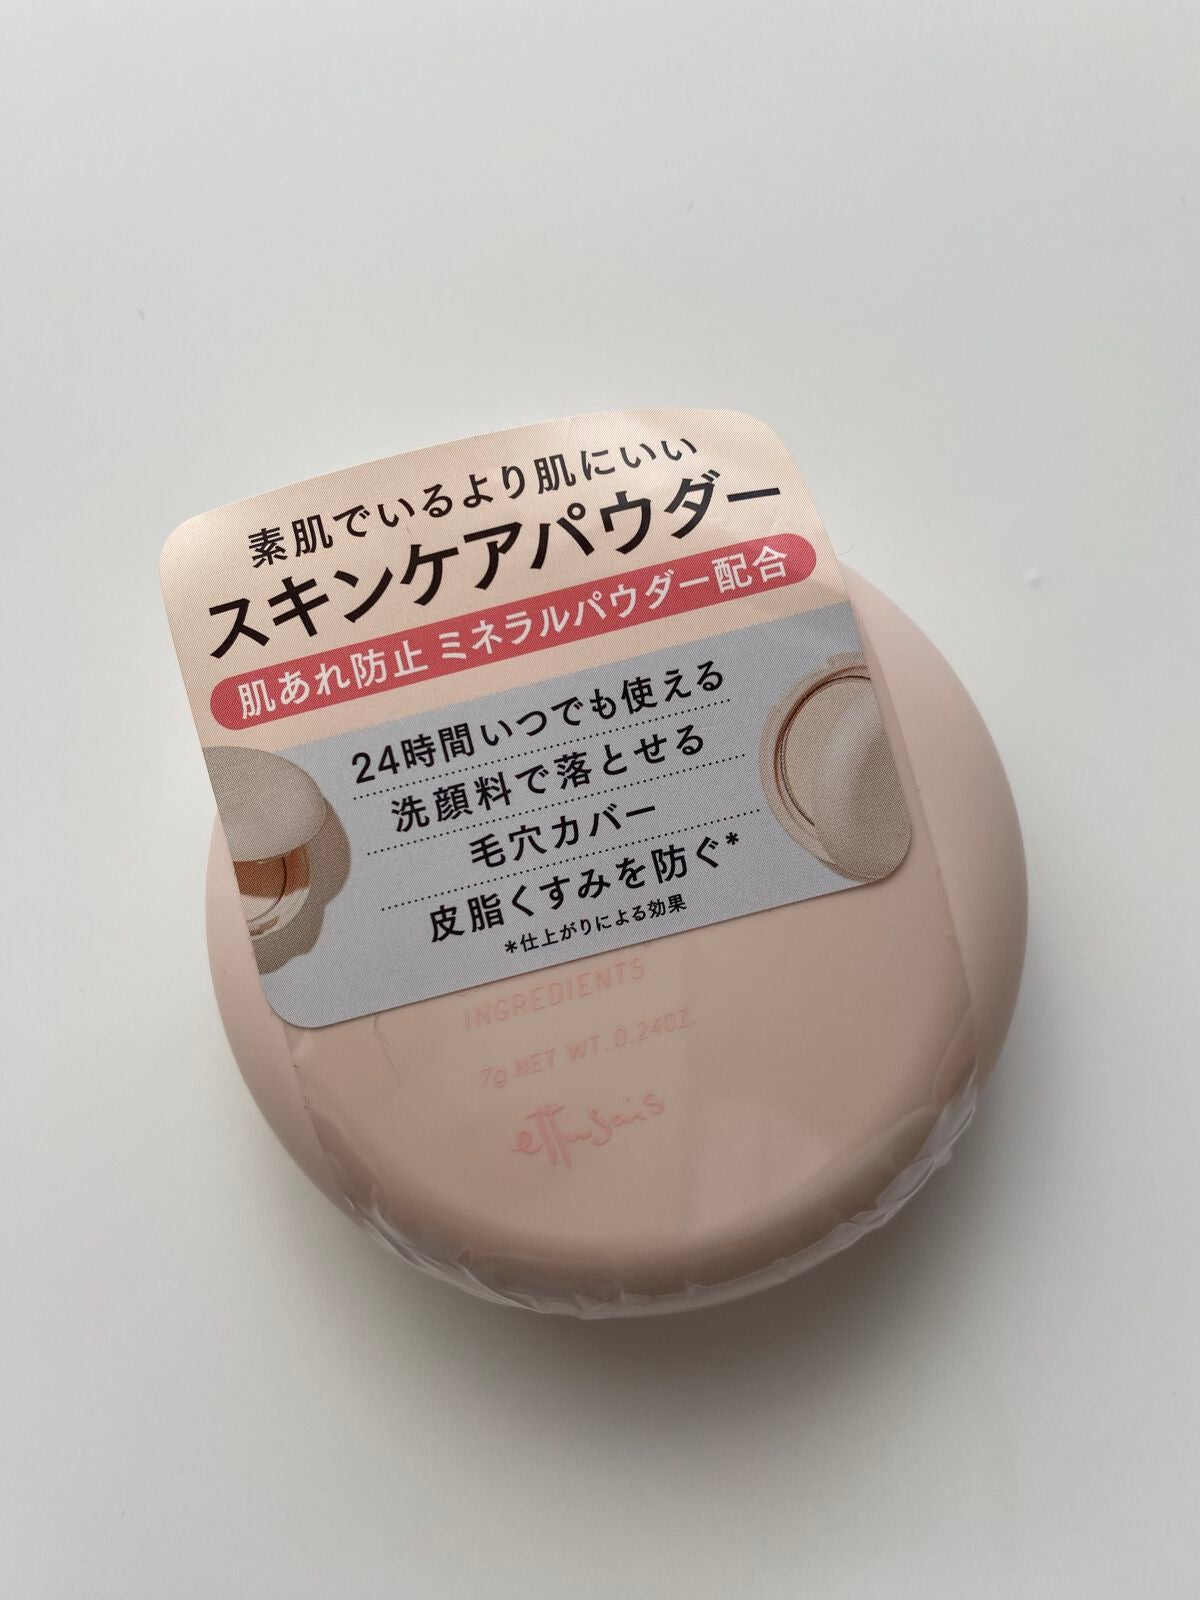 素肌でいるより肌にいい
スキンケアパウダー
肌あれ防止 ミネラルパウダー配合
24時間いつでも使える
洗顔料で落とせる
毛穴カバー
皮脂くすみを防ぐ*
*仕上がりによる効果
INGREDIENTS
7g NET WT. 0.24OZ.
ettusais